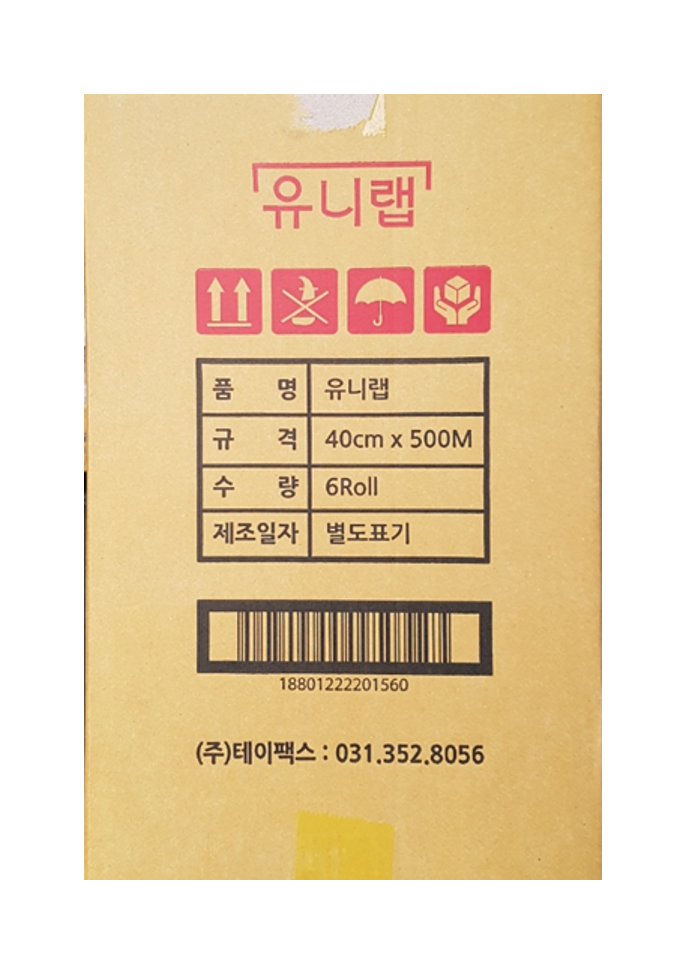 유니랩
품 명 유니랩
규 격 40cm x 500M
수 량 6Roll
제조일자 별도표기
18801222201560
(주)테이팩스 : 031.352.8056